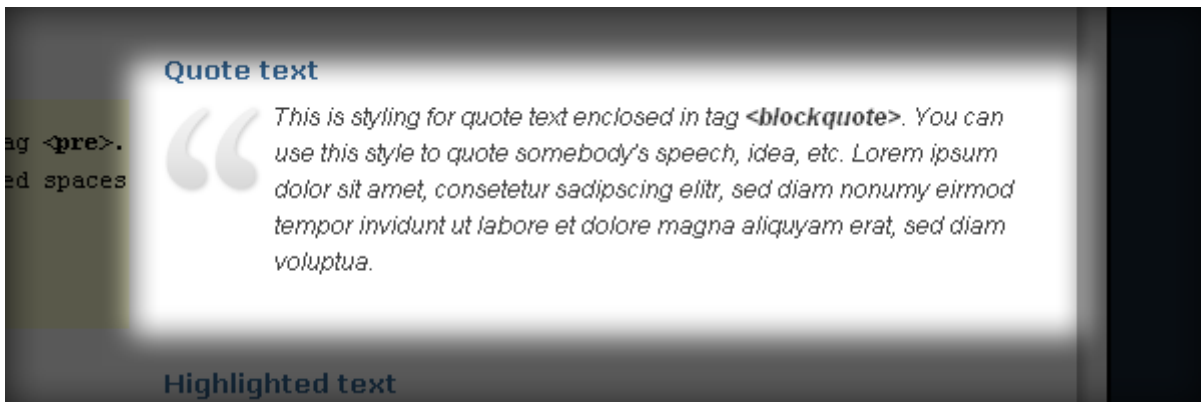 Quote text
This is styling for quote text enclosed in tag <blockquote>. You can
use this style to quote somebody's speech, idea, etc. Lorem ipsum
dolor sit amet, consetetur sadipscing elitr, sed diam nonumy eirmod
tempor invidunt ut labore et dolore magna aliquyam erat, sed diam
voluptua.
ag <pre>.
ed spaces
Highlighted text